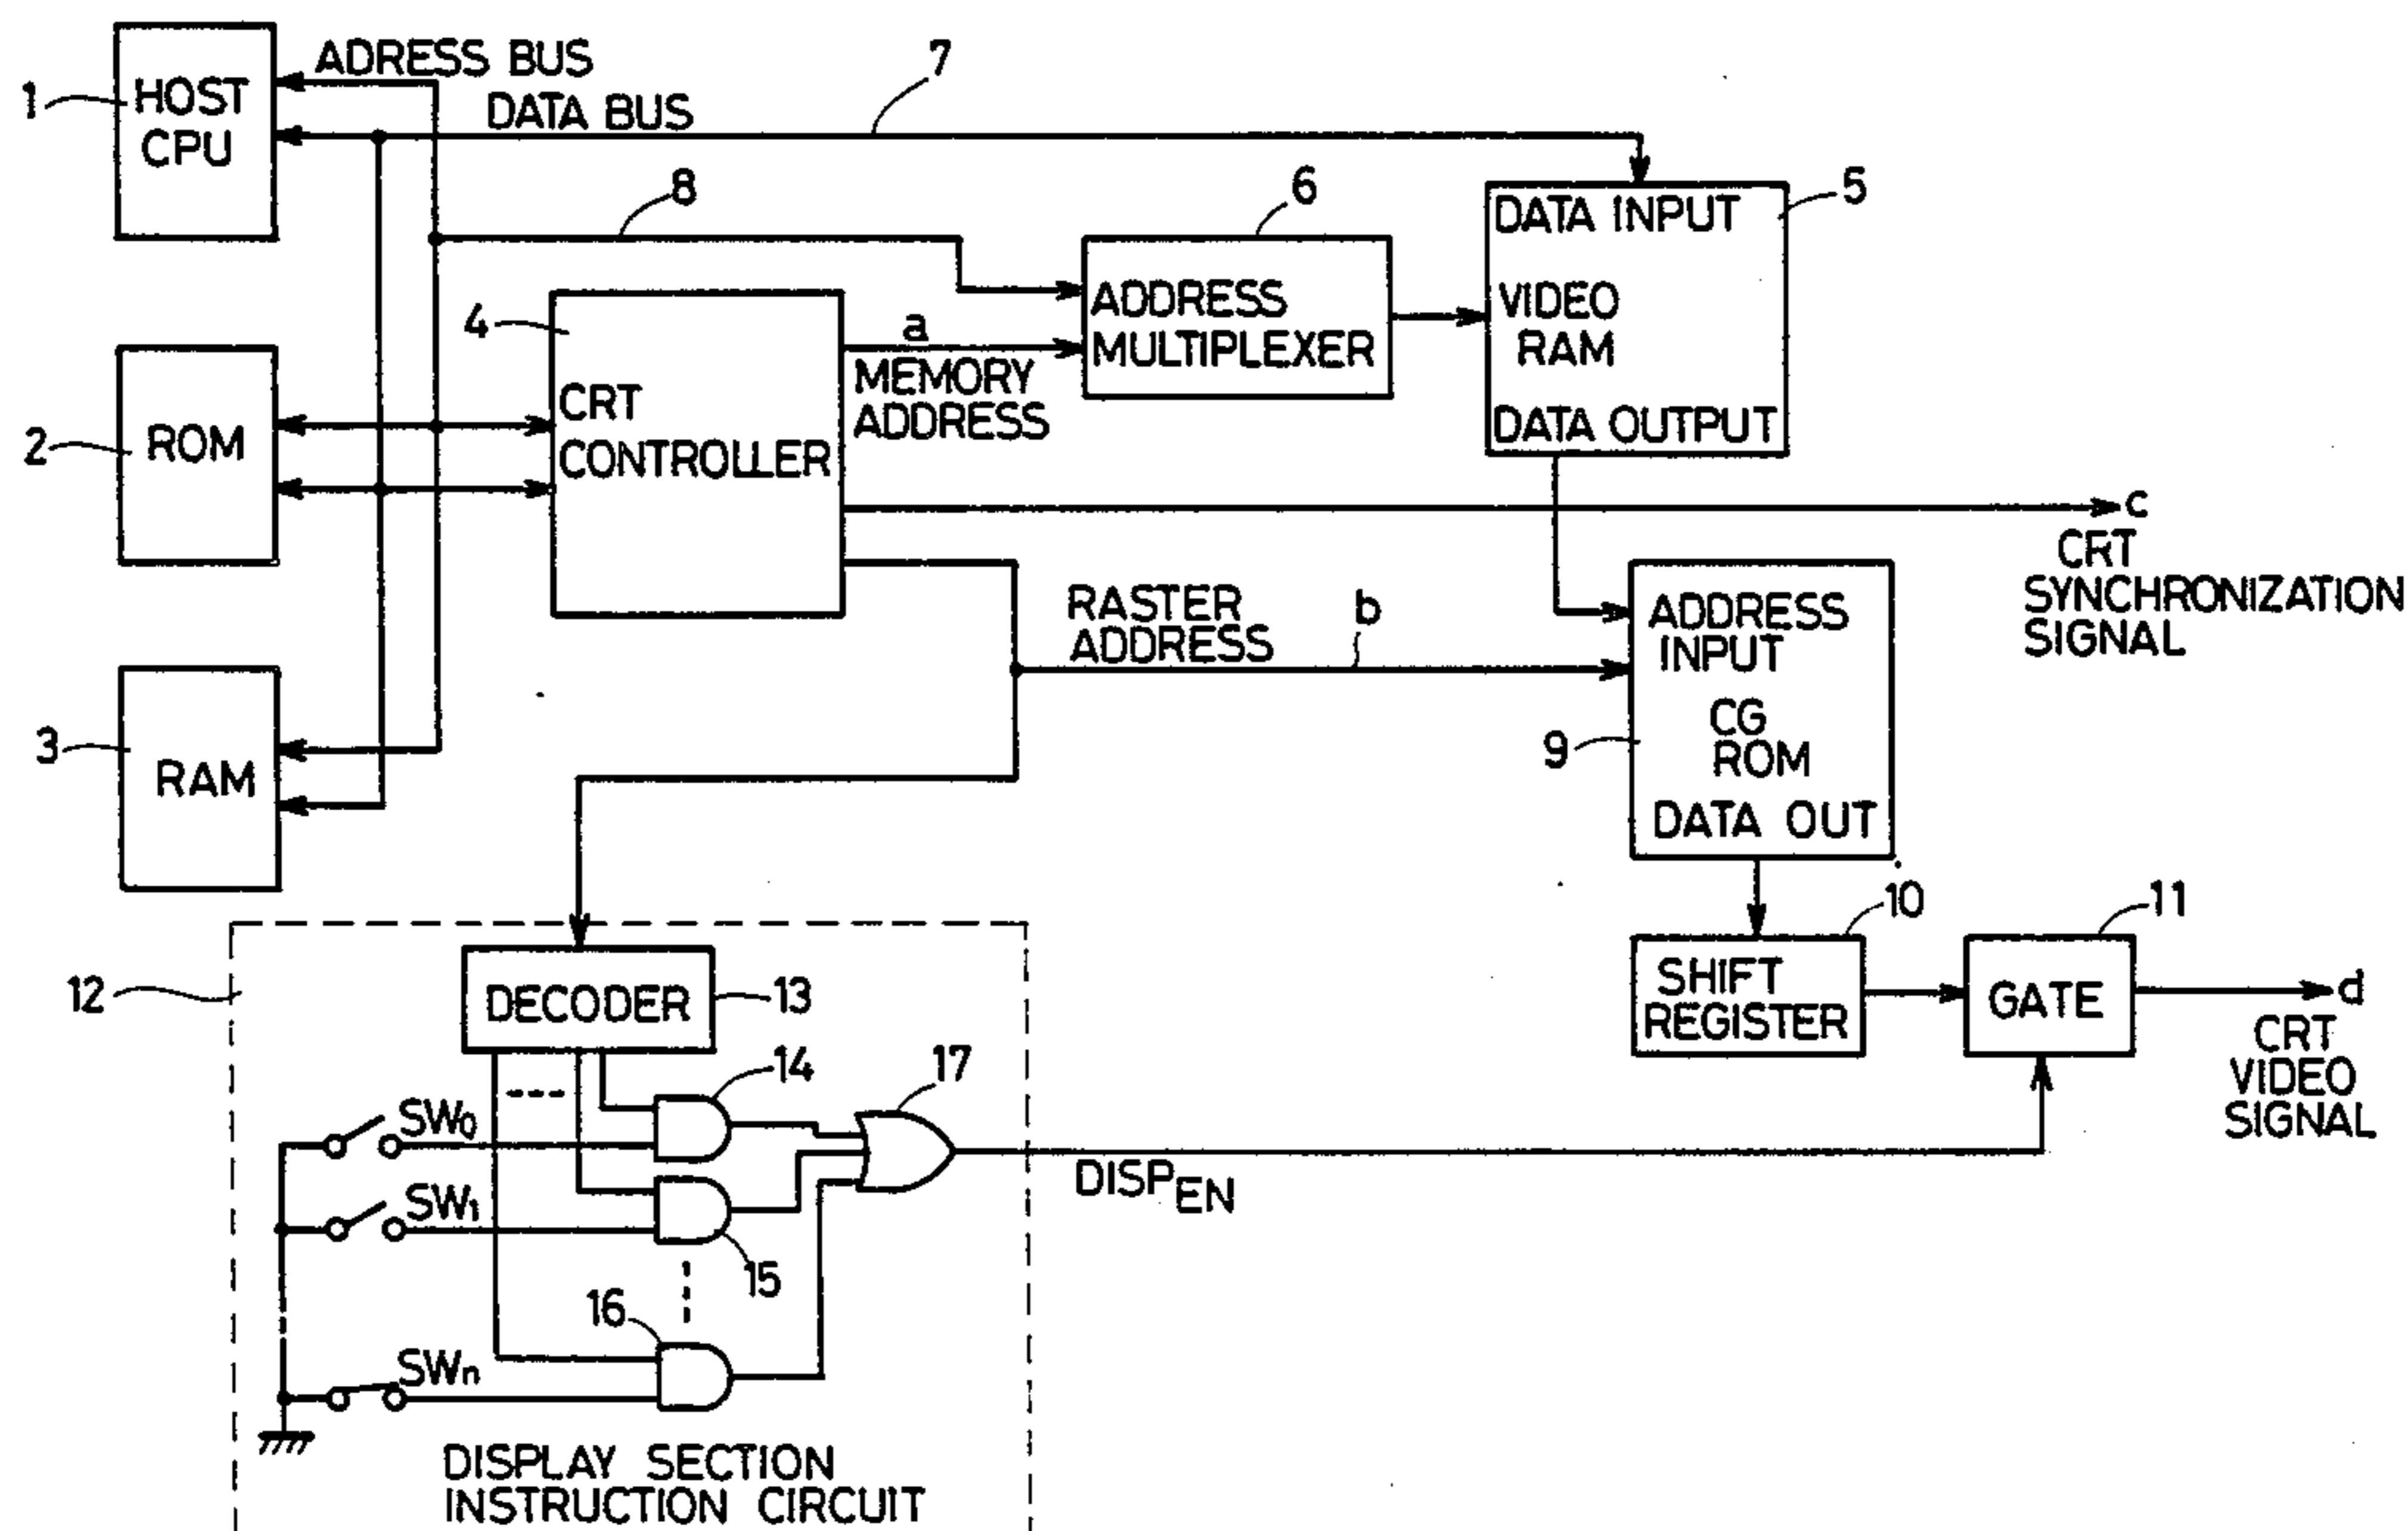 1
HOST
CPU
ADRESS BUS
DATA BUS
7
8
6
5
DATA INPUT
VIDEO
RAM
DATA OUTPUT
ADDRESS
MULTIPLEXER
4
CRT
CONTROLLER
a
MEMORY
ADDRESS
2
ROM
c
CRT
SYNCHRONIZATION
SIGNAL
RASTER
ADDRESS
b
ADDRESS
INPUT
CG
ROM
DATA OUT
9
3
RAM
10
11
SHIFT
REGISTER
GATE
d
CRT
VIDEO
SIGNAL
12
DECODER
13
14
17
SW0
SW1
15
16
SWn
DISPEN
DISPLAY SECTION
INSTRUCTION CIRCUIT